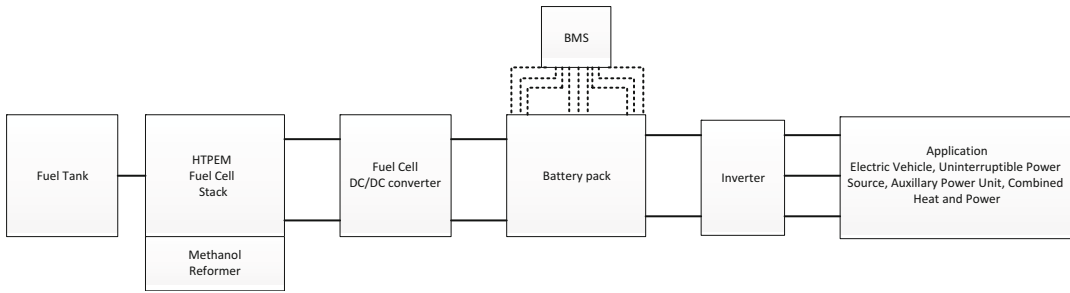 BMS
Fuel Tank
HTPEM
Fuel Cell
Stack
Methanol
Reformer
Fuel Cell
DC/DC converter
Battery pack
Inverter
Application
Electric Vehicle, Uninterruptible Power
Source, Auxillary Power Unit, Combined
Heat and Power